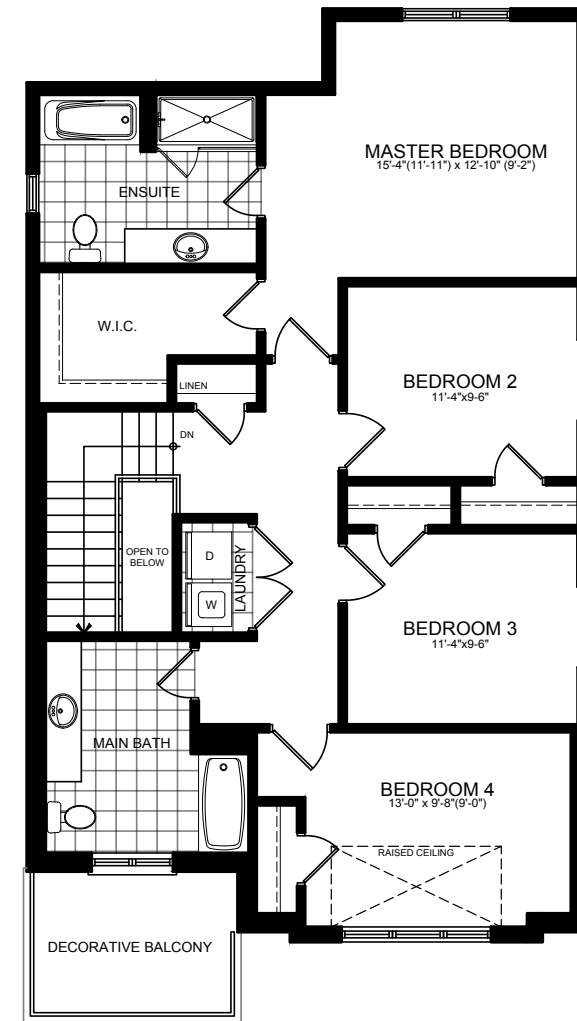 MASTER BEDROOM
15'-4"(11'-11") x 12'-10" (9'-2")
ENSUITE
W.I.C.
LINEN
BEDROOM 2
11'-4"x9-6"
DN
OPEN TO
BELOW
D
W
LAUNDRY
BEDROOM 3
11'-4"x9-6"
MAIN BATH
BEDROOM 4
13'-0" x 9'-8"(9'-0")
RAISED CEILING
DECORATIVE BALCONY